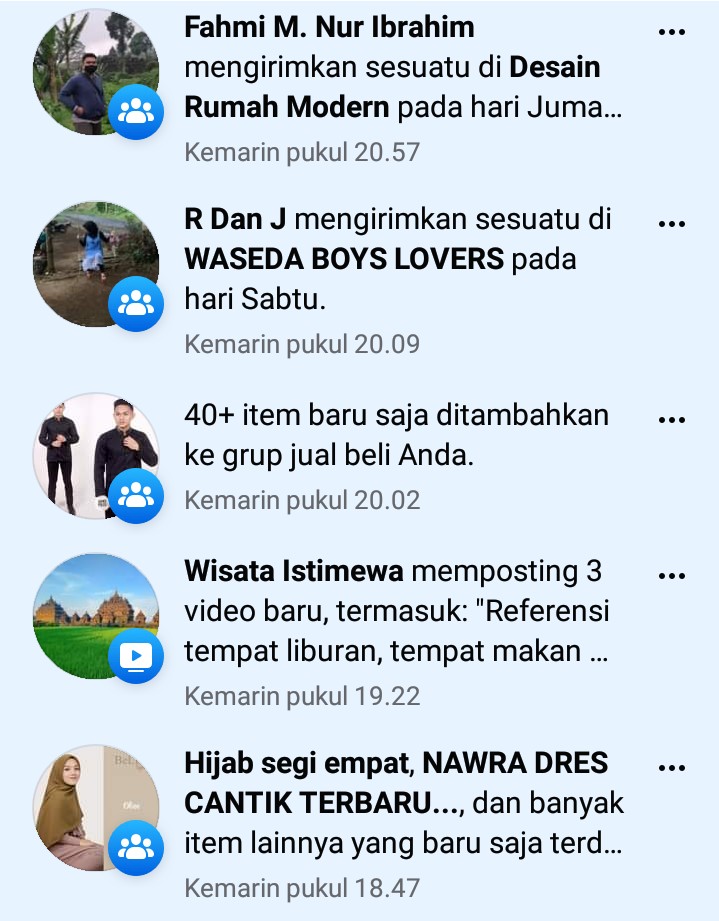 Fahmi M. Nur Ibrahim
mengirimkan sesuatu di Desain
Rumah Modern pada hari Juma...
Kemarin pukul 20.57
R Dan J mengirimkan sesuatu di
WASEDA BOYS LOVERS pada
hari Sabtu.
Kemarin pukul 20.09
40+ item baru saja ditambahkan
ke grup jual beli Anda.
Kemarin pukul 20.02
Wisata Istimewa memposting 3
video baru, termasuk: "Referensi
tempat liburan, tempat makan ...
Kemarin pukul 19.22
Hijab segi empat, NAWRA DRES
CANTIK TERBARU..., dan banyak
item lainnya yang baru saja terd...
Kemarin pukul 18.47